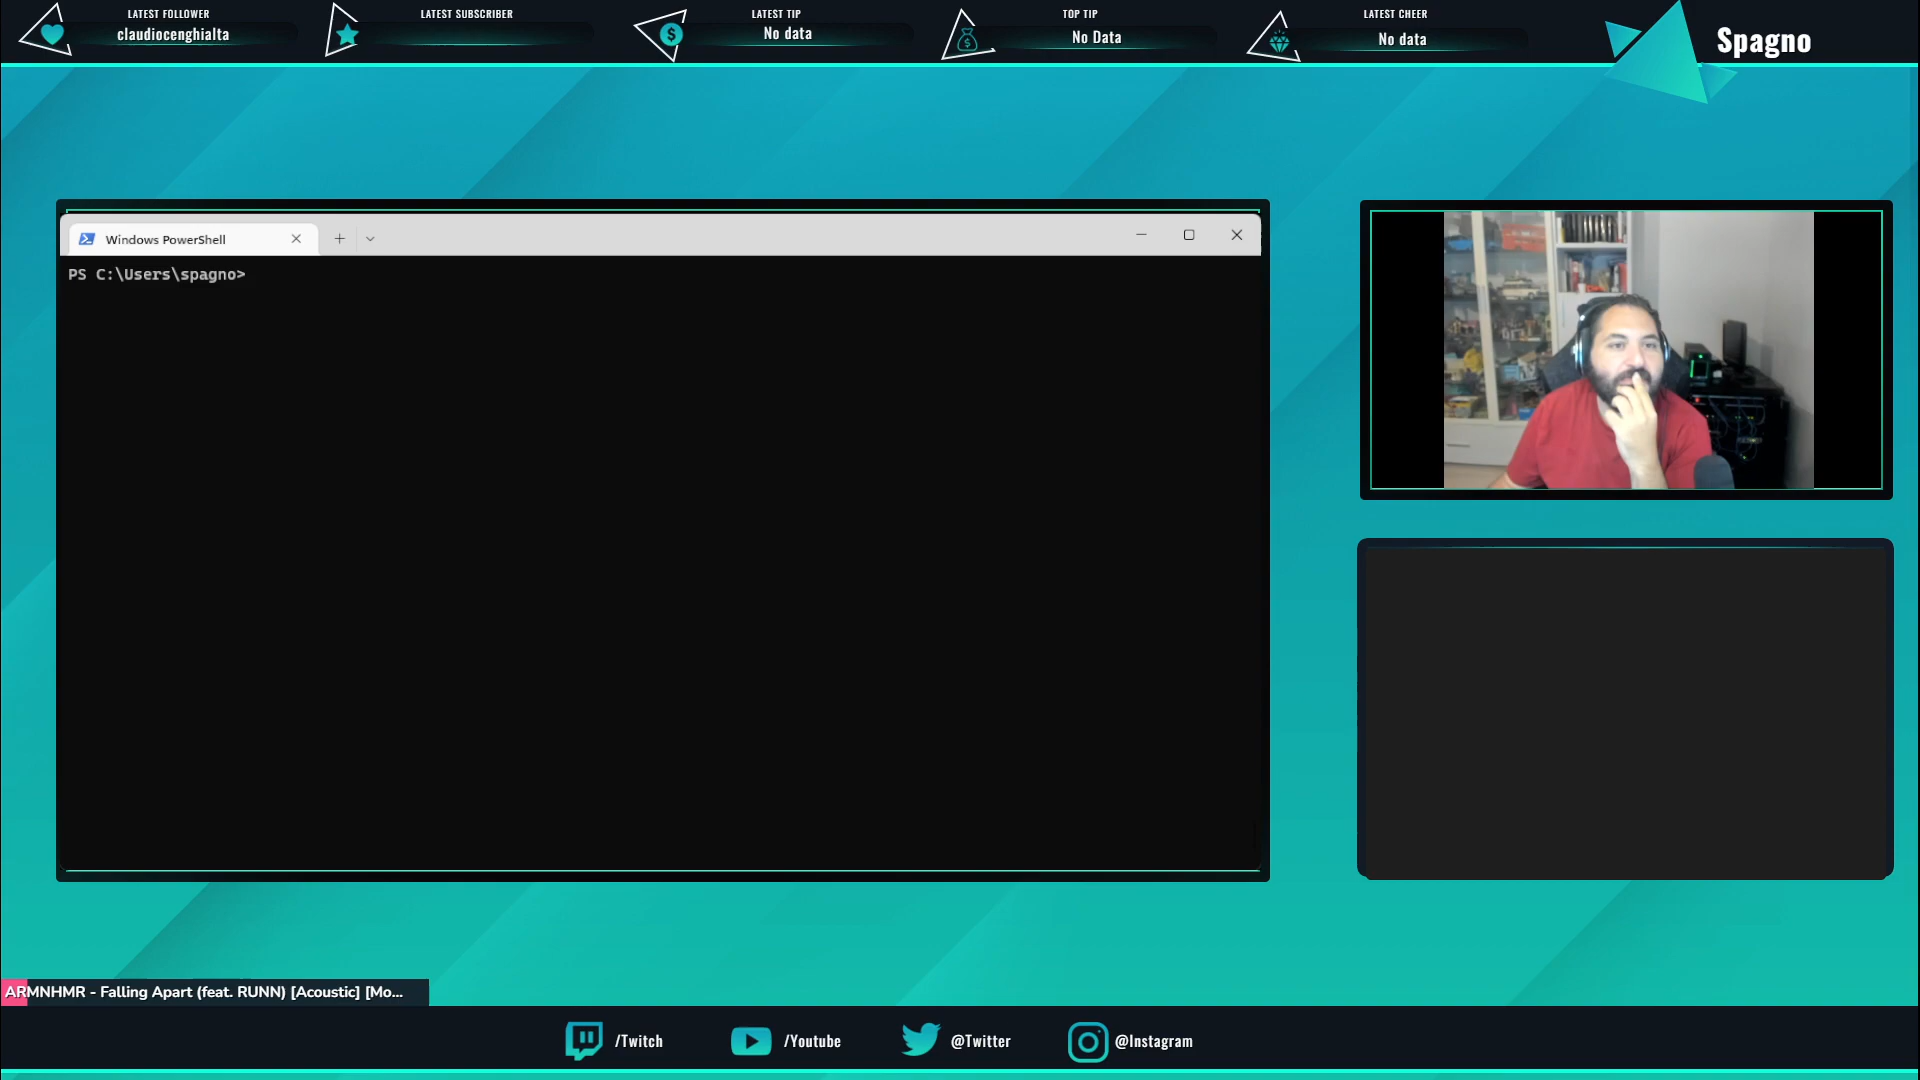 LATEST FOLLOWER
claudiocenghialta
LATEST SUBSCRIBER
LATEST TIP
No data
TOP TIP
No Data
LATEST CHEER
No data
Spagno
Windows PowerShell
PS C:\Users\spagno>
ARMNHMR - Falling Apart (feat. RUNN) [Acoustic] [Mo...
/Twitch
/Youtube
@Twitter
@Instagram